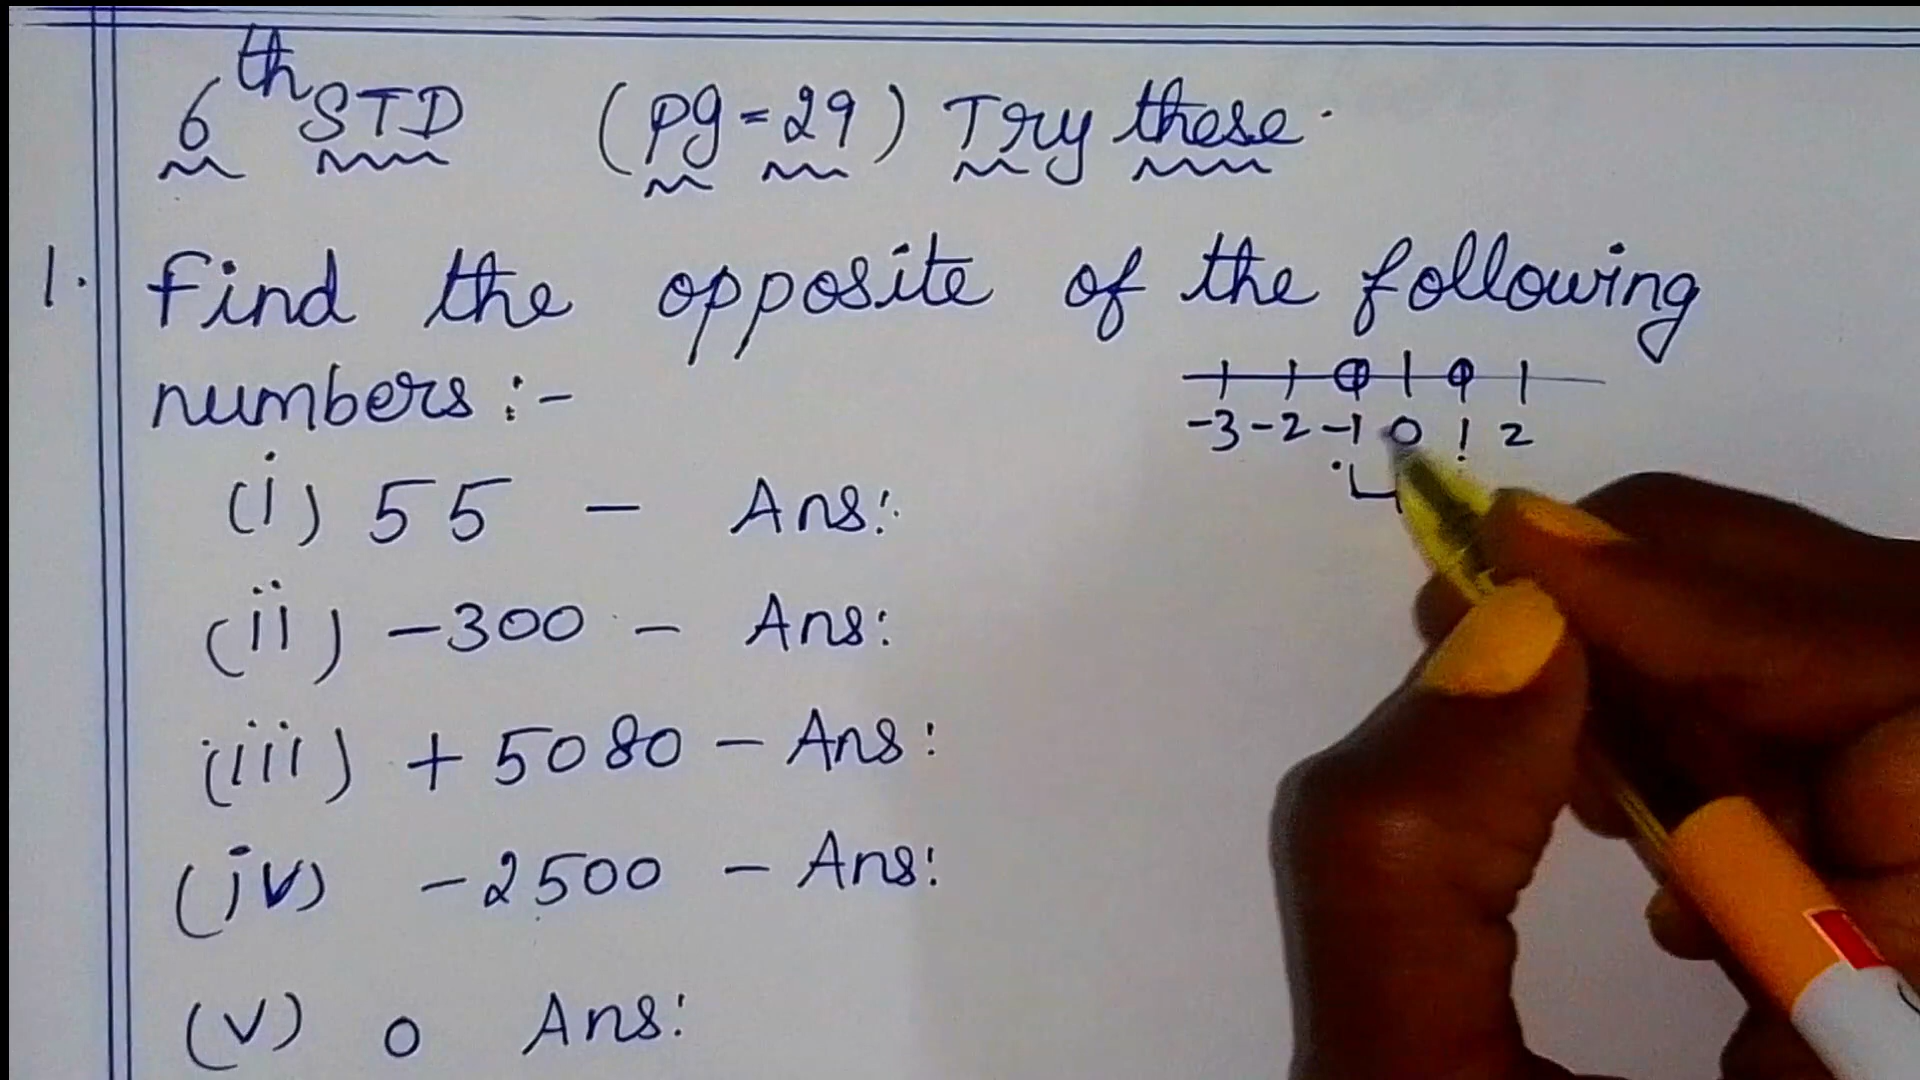 6th STD (pg = 29) Try these.
1. Find the opposite of the following
numbers :-
-3 -2 -1 0 1 2
(i) 55 - Ans:
(ii) -300 - Ans:
(iii) + 5080 - Ans:
(iv) -2500 - Ans:
(v) 0 Ans: